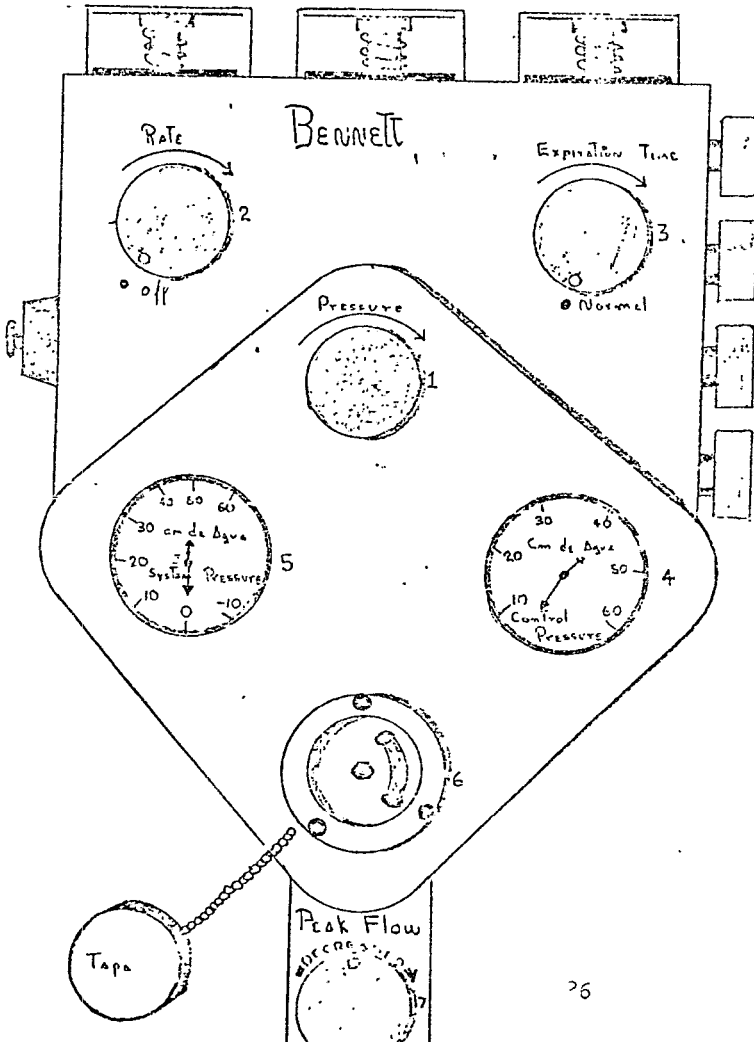 BENNETT
RATE
2
Off
EXPIRATION TIME
3
Normal
PRESSURE
1
40 50 60
30 cm de Agua
20
SYSTEM PRESSURE
10 0 -10
5
30 40
20 Cm de Agua 50
10 Control 60
PRESSURE
4
6
TAPA
PEAK FLOW
DECREASED
7